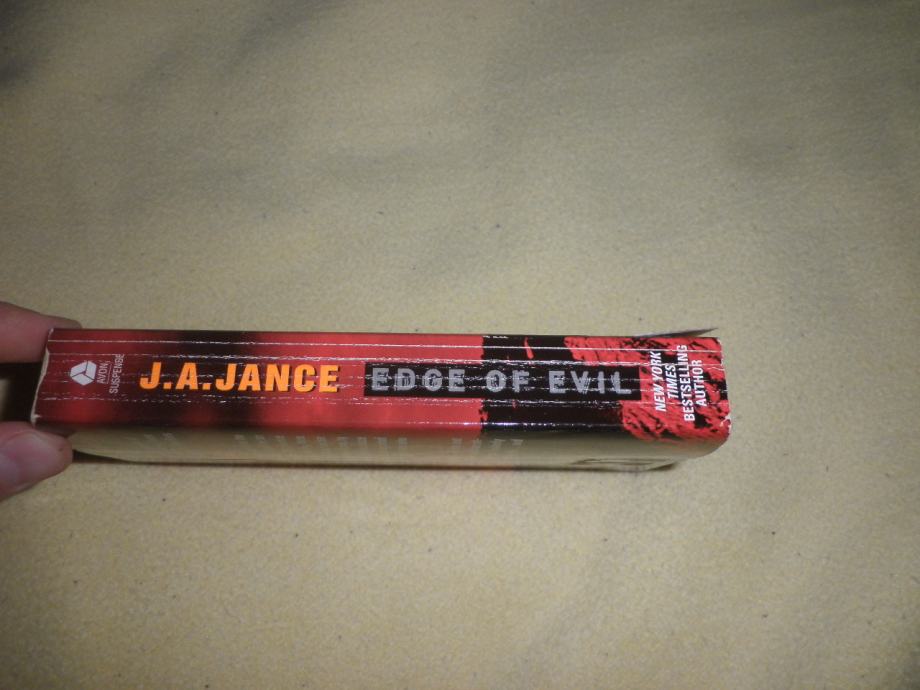 NEW YORK
TIMES
BESTSELLING
AUTHOR
EDGE OF EVIL
J.A.JANCE
AVON
SUSPENSE